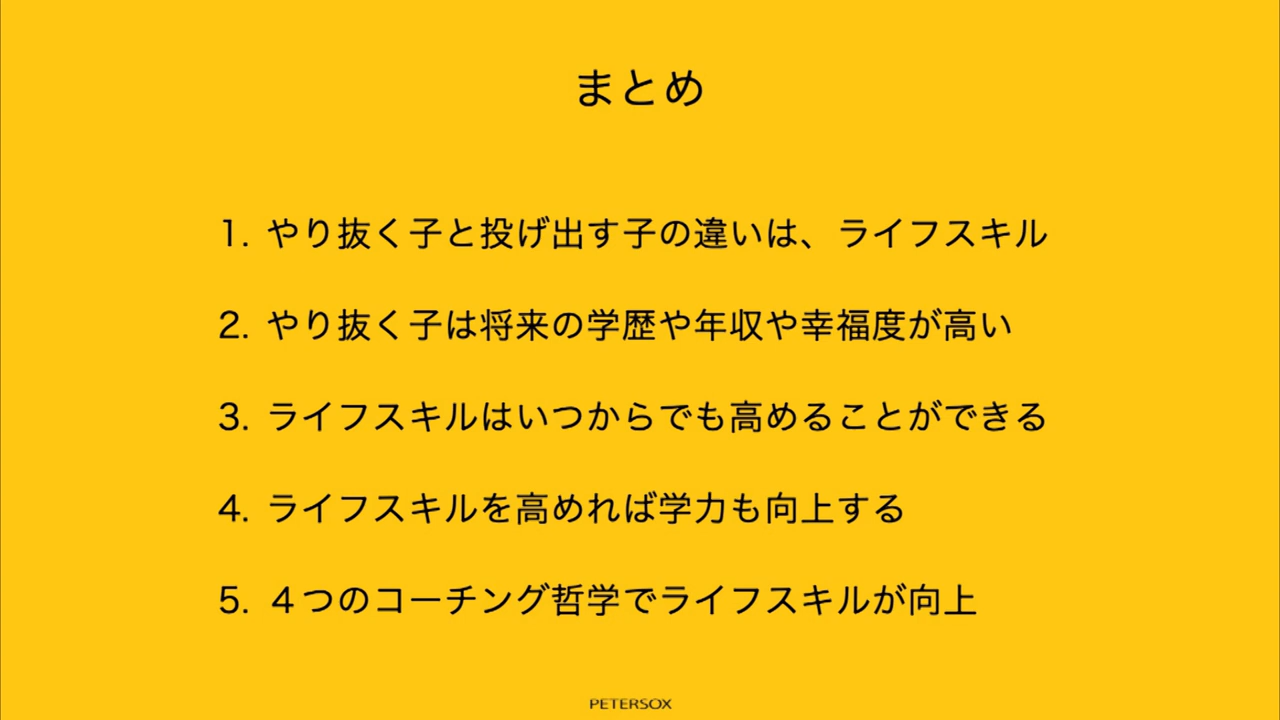 まとめ
1. やり抜く子と投げ出す子の違いは、ライフスキル
2. やり抜く子は将来の学歴や年収や幸福度が高い
3. ライフスキルはいつからでも高めることができる
4. ライフスキルを高めれば学力も向上する
5. ４つのコーチング哲学でライフスキルが向上
PETERSOX